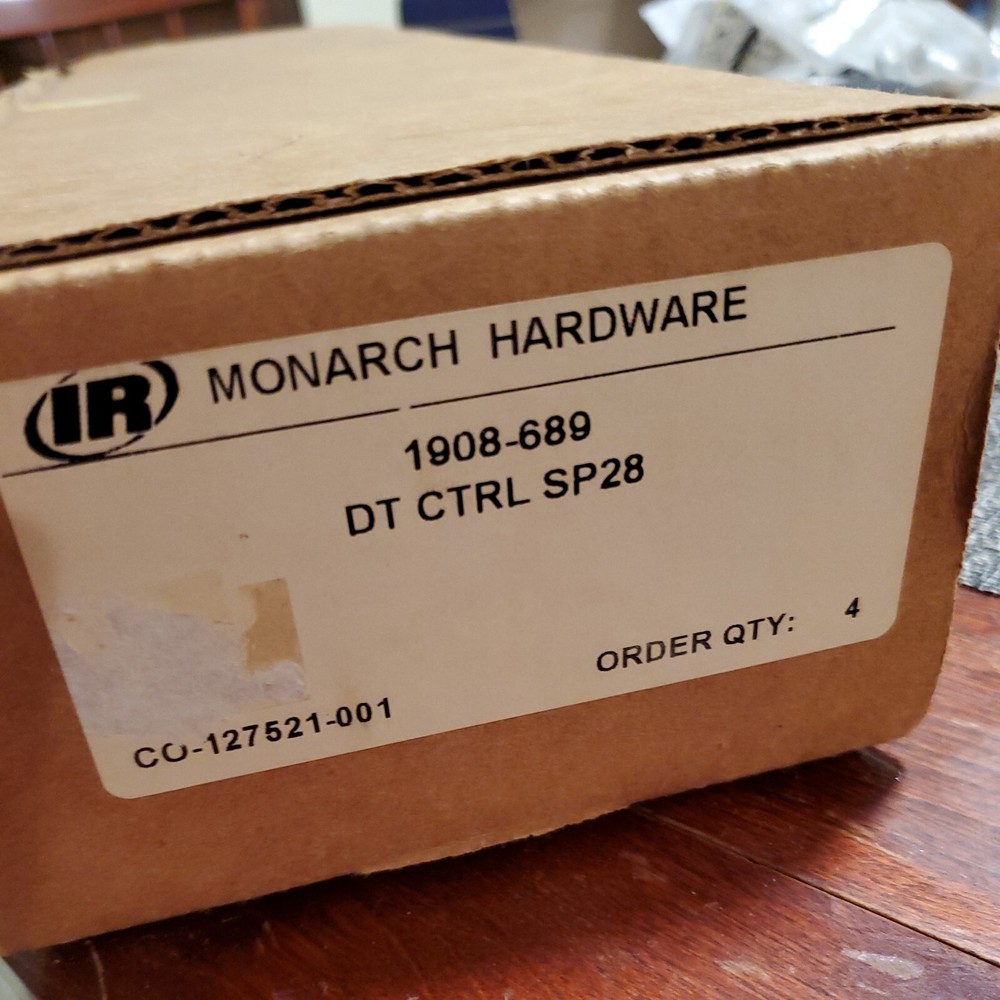 IR MONARCH HARDWARE
1908-689
DT CTRL SP28
ORDER QTY: 4
CO-127521-001